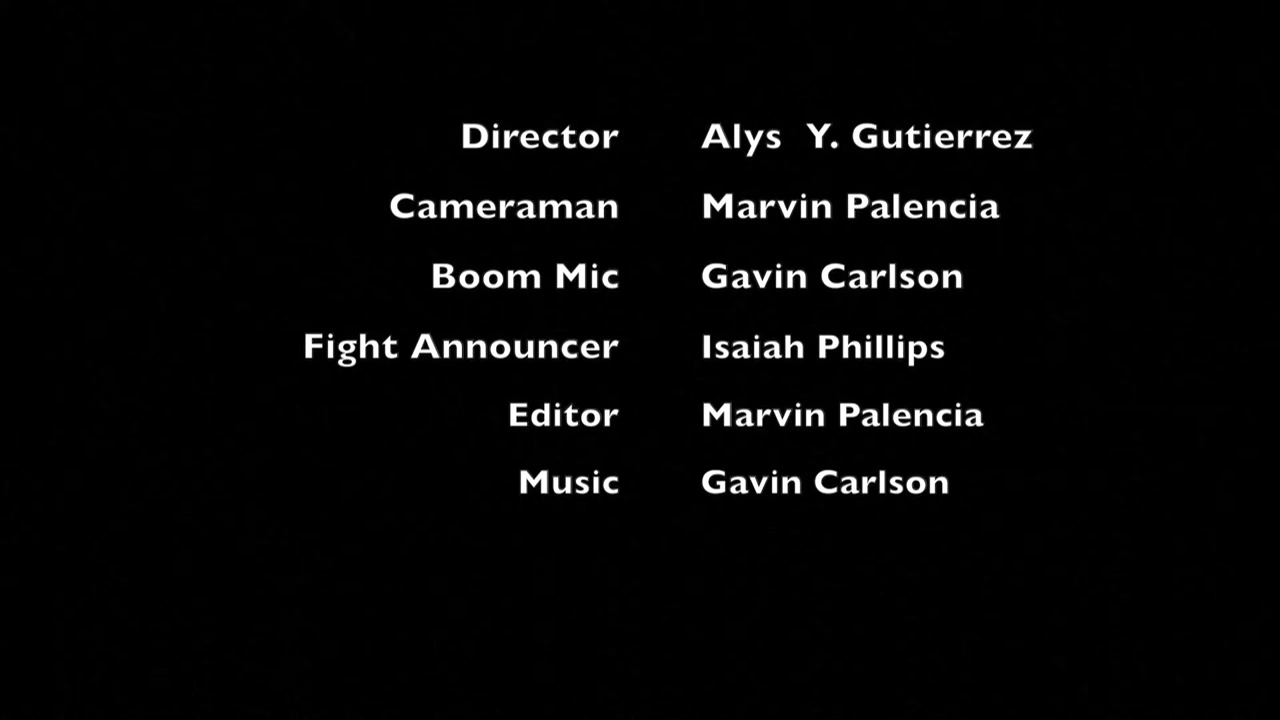 Director Alys Y. Gutierrez
Cameraman Marvin Palencia
Boom Mic Gavin Carlson
Fight Announcer Isaiah Phillips
Editor Marvin Palencia
Music Gavin Carlson